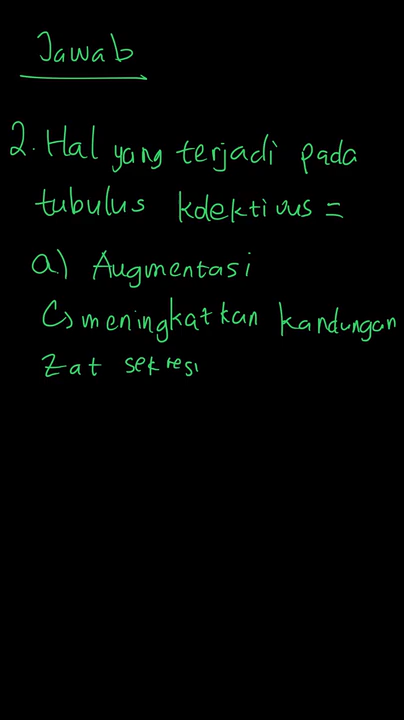 Jawab
2. Hal yang terjadi pada
tubulus kolektivus =
a) Augmentasi
↳ meningkatkan kandungan
Zat sekresi